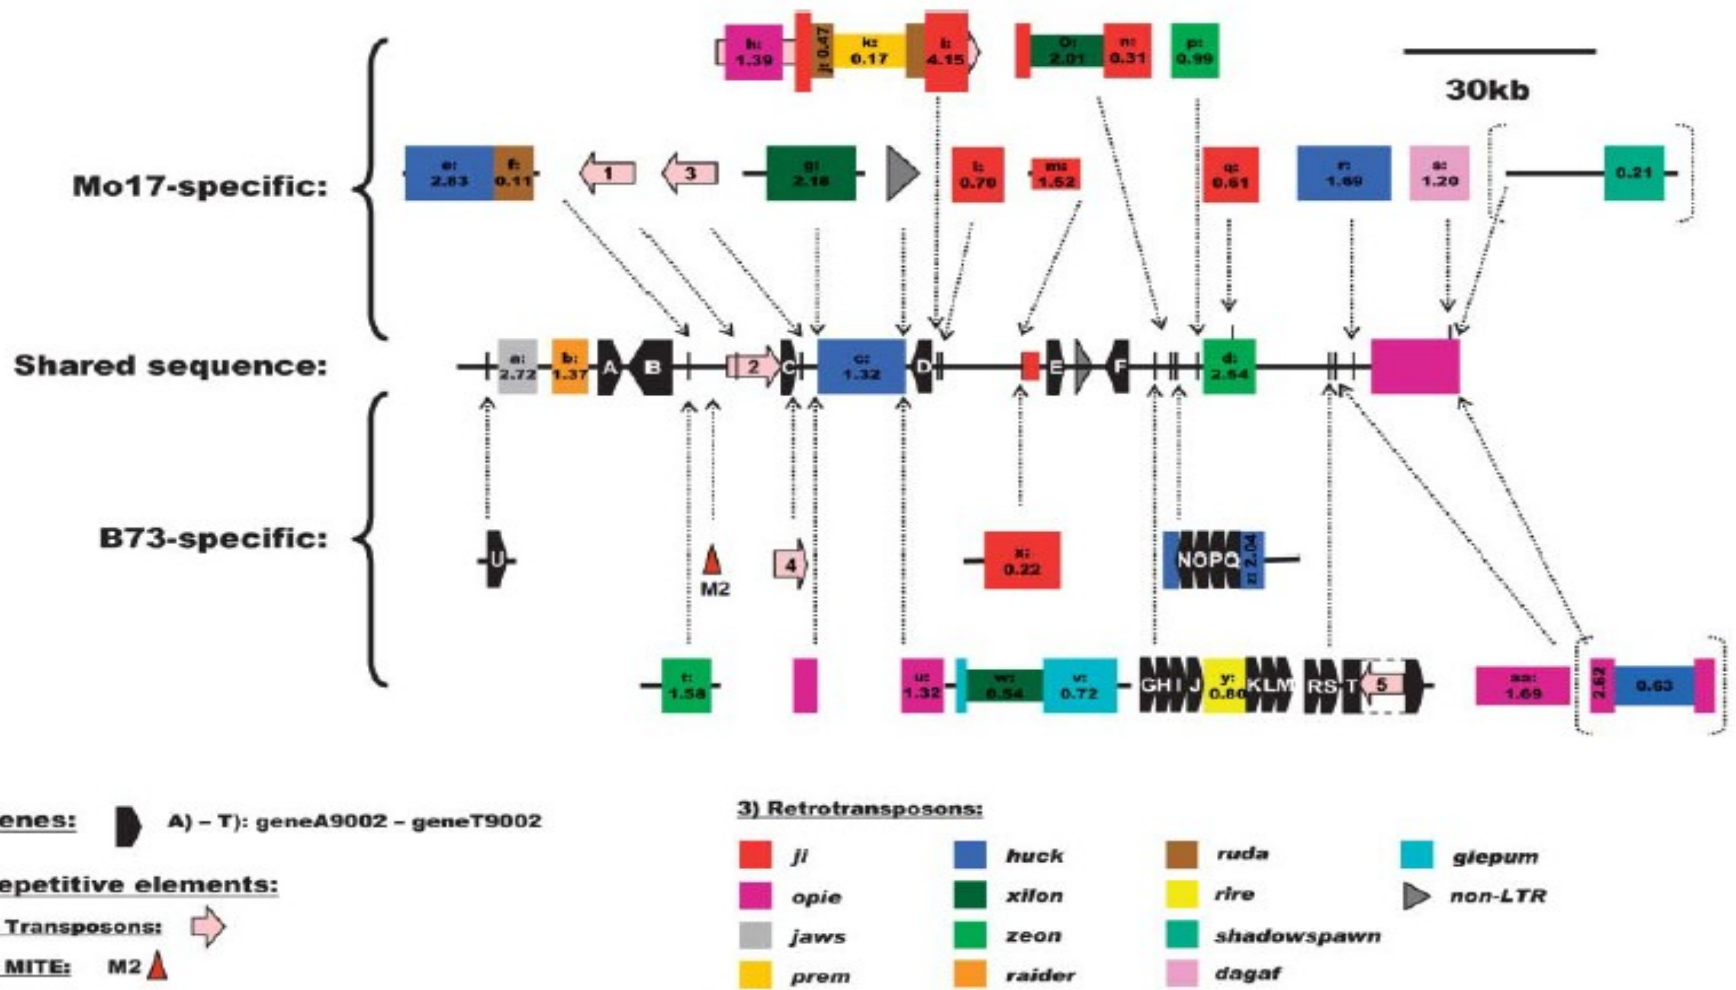 h: 1.39
j: 0.47
k: 0.17
i: 4.15
O: 2.01
n: 0.31
p: 0.99
30kb
Mo17-specific:
e: 2.83
f: 0.11
1
3
g: 2.18
0.70
m: 1.52
q: 0.61
r: 1.69
s: 1.20
0.21
Shared sequence:
a: 2.72
b: 1.37
A
B
2
C
c: 1.32
D
E
F
d: 2.54
B73-specific:
U
M2
4
x: 0.22
NOPQ
z: 2.04
t: 1.58
u: 1.32
w: 0.54
v: 0.72
GHIJ
y: 0.80
KLM
RS
T
5
aa: 1.69
2.62
0.63
enes:
A) – T): geneA9002 – geneT9002
epetitive elements:
Transposons:
MITE: M2
3) Retrotransposons:
ji
huck
ruda
giepum
opie
xilon
rire
non-LTR
jaws
zeon
shadowspawn
prem
raider
dagaf